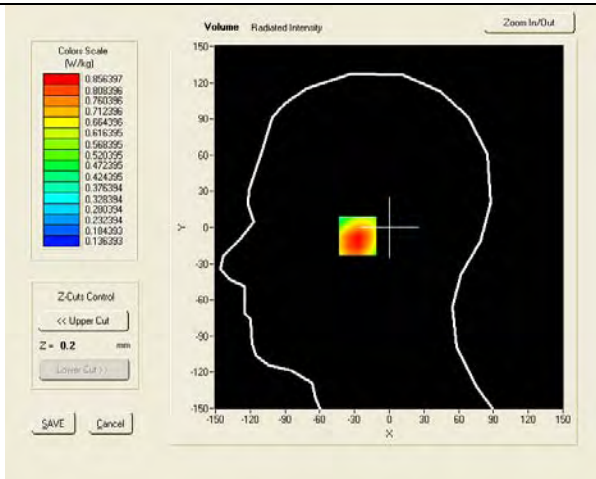 Volume Radiated Intensity
Zoom In/Out
Colors Scale
(W/kg)
0.856397
0.808396
0.760396
0.712396
0.664396
0.616395
0.568395
0.520395
0.472395
0.424395
0.376394
0.328394
0.280394
0.232394
0.184393
0.136393
Z-Cuts Control
<< Upper Cut
Z = 0.2 mm
Lower Cut >>
SAVE Cancel
150
120
90
60
30
0
-30
-60
-90
-120
-150
Y
-150 -120 -90 -60 -30 0 30 60 90 120 150
X